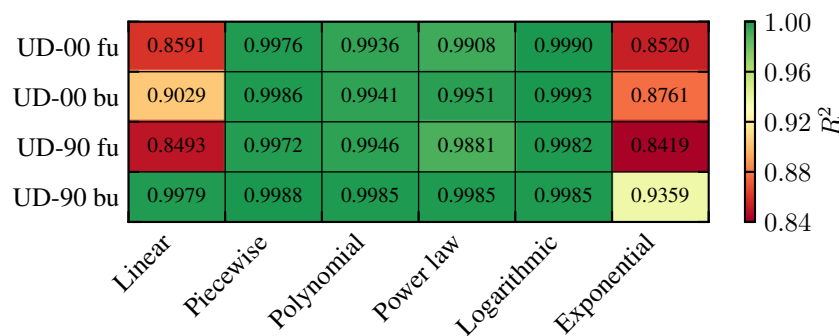 UD-00 fu 0.8591 0.9976 0.9936 0.9908 0.9990 0.8520
UD-00 bu 0.9029 0.9986 0.9941 0.9951 0.9993 0.8761
UD-90 fu 0.8493 0.9972 0.9946 0.9881 0.9982 0.8419
UD-90 bu 0.9979 0.9988 0.9985 0.9985 0.9985 0.9359
Linear
Piecewise
Polynomial
Power law
Logarithmic
Exponential
1.00
0.96
0.92
0.88
0.84
R²